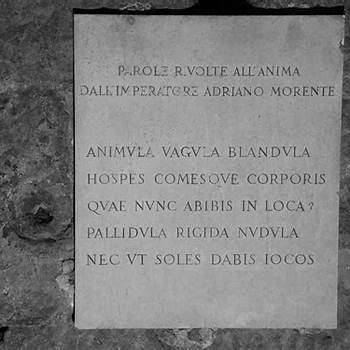 PAROLE RIVOLTE ALL'ANIMA
DALL'IMPERATORE ADRIANO MORENTE
ANIMVLA VAGVLA BLANDVLA
HOSPES COMESQVE CORPORIS
QVAE NVNC ABIBIS IN LOCA?
PALLIDVLA RIGIDA NVDVLA
NEC VT SOLES DABIS IOCOS